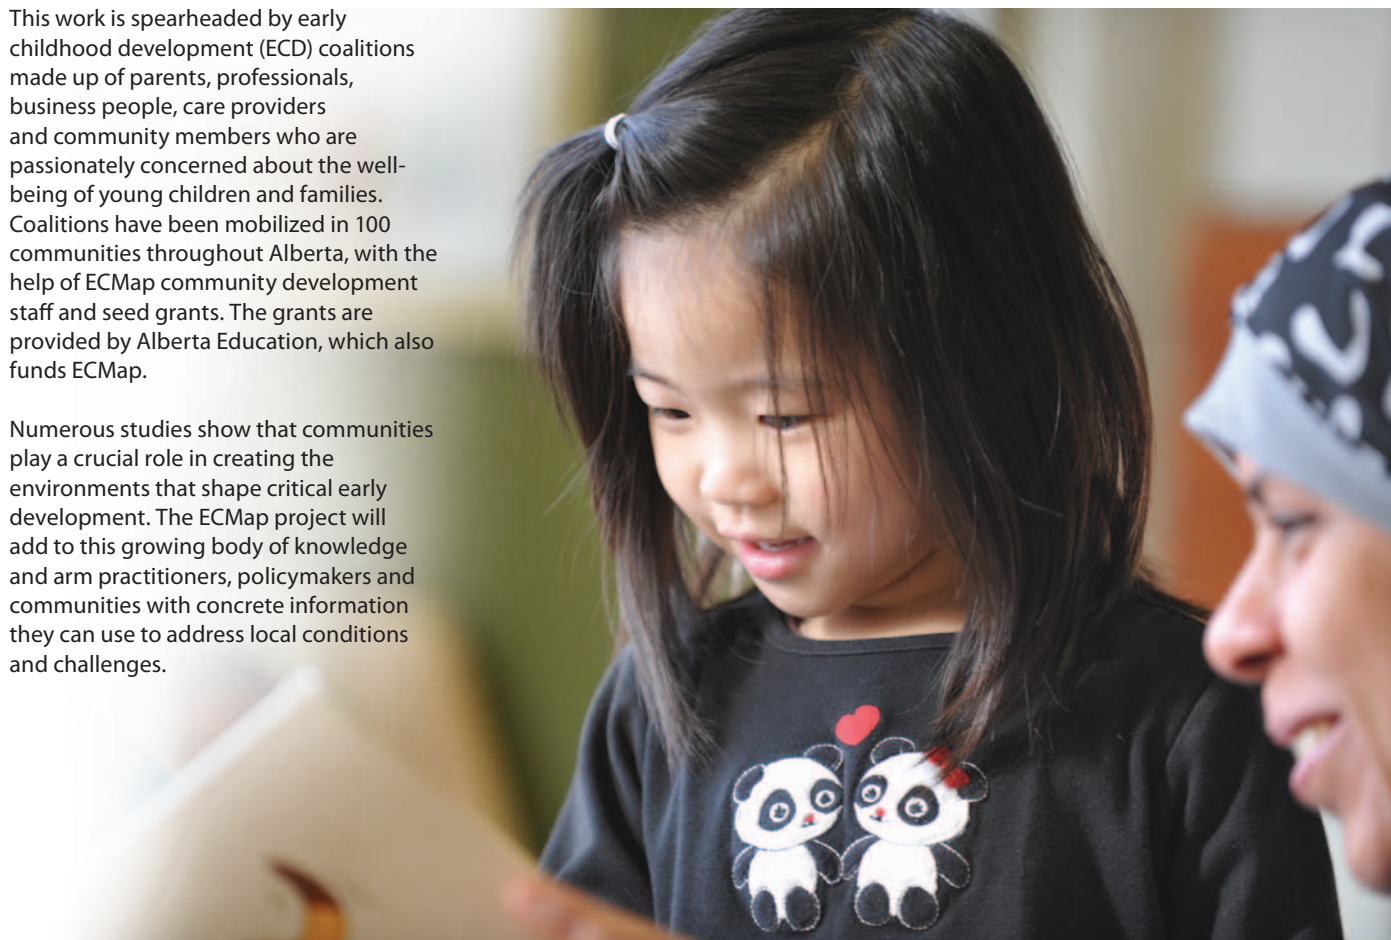 This work is spearheaded by early
childhood development (ECD) coalitions
made up of parents, professionals,
business people, care providers
and community members who are
passionately concerned about the well-
being of young children and families.
Coalitions have been mobilized in 100
communities throughout Alberta, with the
help of ECMap community development
staff and seed grants. The grants are
provided by Alberta Education, which also
funds ECMap.

Numerous studies show that communities
play a crucial role in creating the
environments that shape critical early
development. The ECMap project will
add to this growing body of knowledge
and arm practitioners, policymakers and
communities with concrete information
they can use to address local conditions
and challenges.